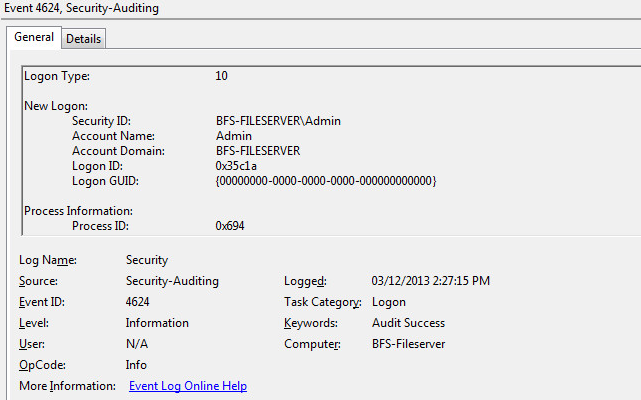 Event 4624, Security-Auditing
General Details
Logon Type: 10
New Logon:
Security ID: BFS-FILESERVER\Admin
Account Name: Admin
Account Domain: BFS-FILESERVER
Logon ID: 0x35c1a
Logon GUID: {00000000-0000-0000-0000-000000000000}
Process Information:
Process ID: 0x694
Log Name: Security
Source: Security-Auditing Logged: 03/12/2013 2:27:15 PM
Event ID: 4624 Task Category: Logon
Level: Information Keywords: Audit Success
User: N/A Computer: BFS-Fileserver
OpCode: Info
More Information: Event Log Online Help